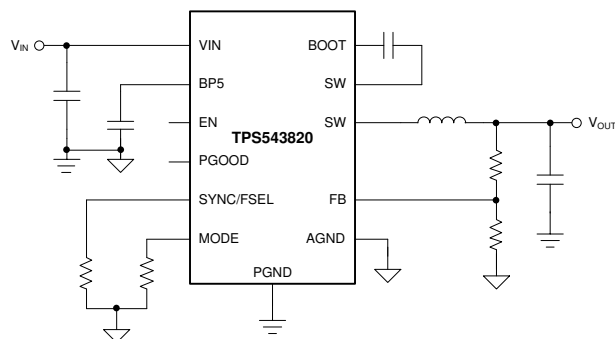 VIN
VIN
BOOT
BP5
SW
EN
SW
VOUT
TPS543820
PGOOD
SYNC/FSEL
FB
MODE
AGND
PGND